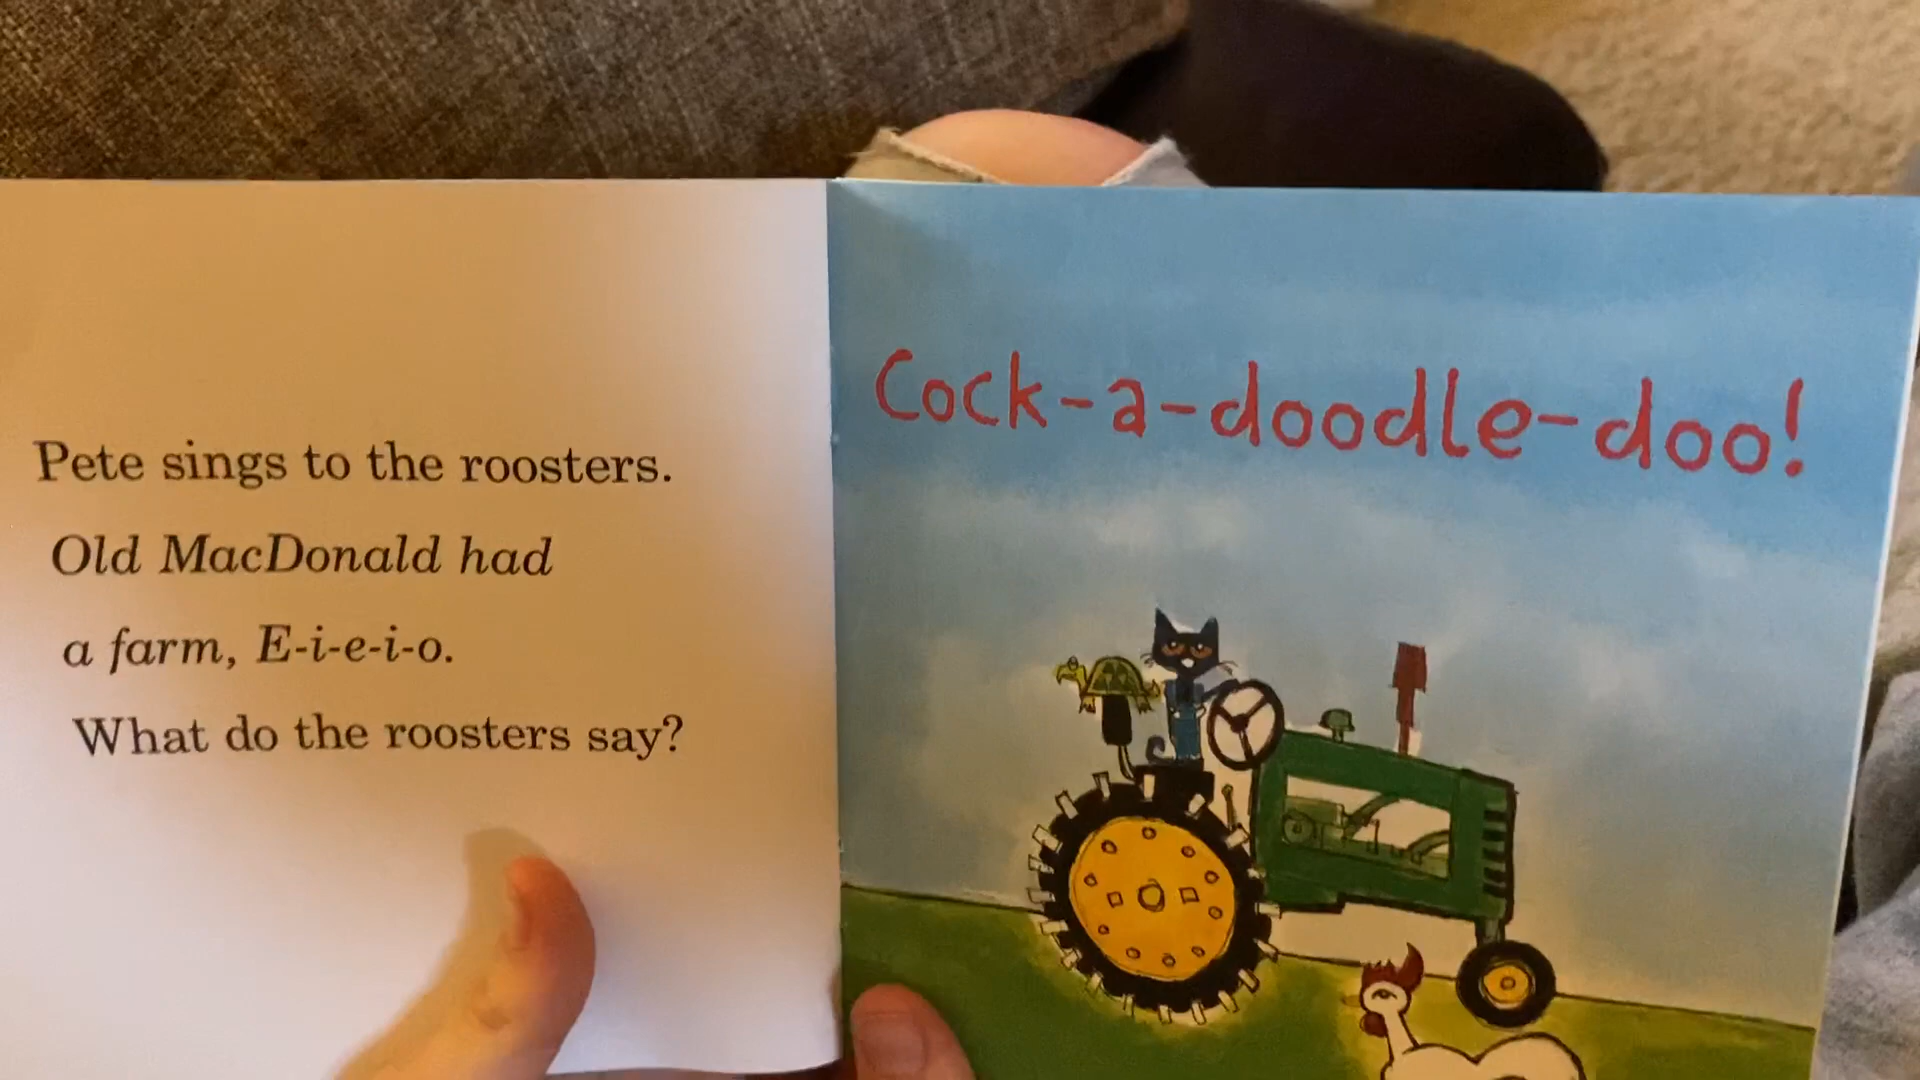 Pete sings to the roosters.
Old MacDonald had
a farm, E-i-e-i-o.
What do the roosters say?
Cock-a-doodle-doo!